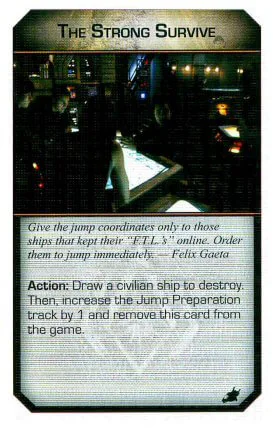 THE STRONG SURVIVE
Give the jump coordinates only to those
ships that kept their "F.T.L.'s" online. Order
them to jump immediately. — Felix Gaeta
Action: Draw a civilian ship to destroy.
Then, increase the Jump Preparation
track by 1 and remove this card from
the game.